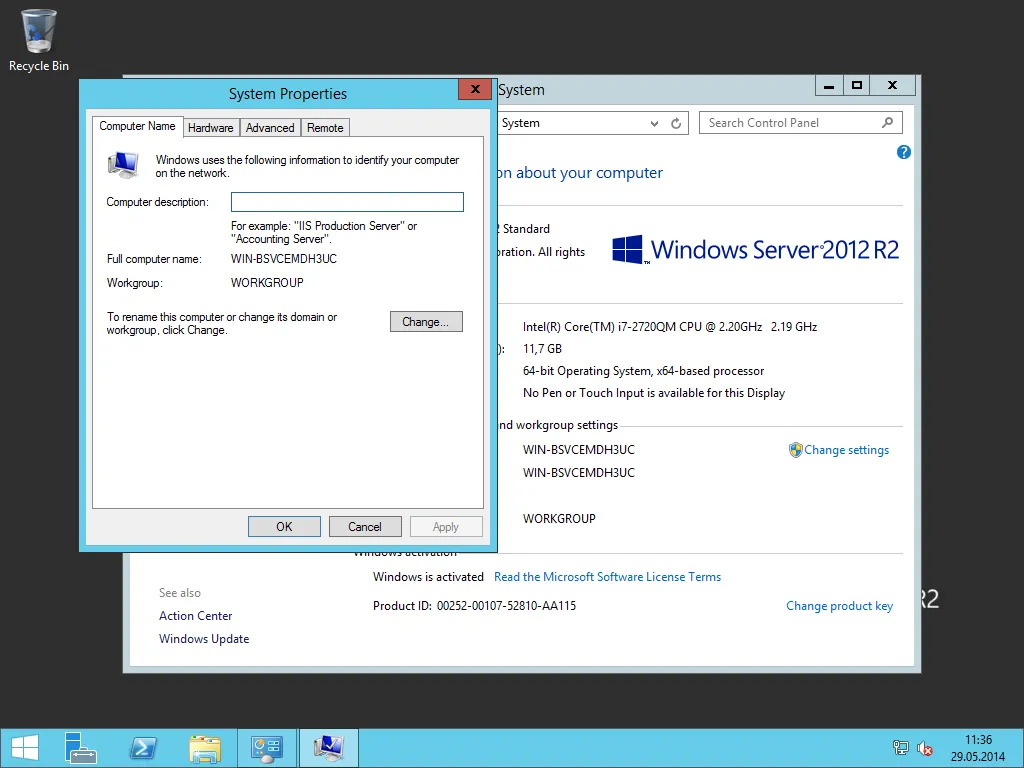 Recycle Bin
System Properties
X
Computer Name
Hardware
Advanced
Remote
Windows uses the following information to identify your computer
on the network.
Computer description:
For example: "IIS Production Server" or
"Accounting Server".
Full computer name:
WIN-BSVCEMDH3UC
Workgroup:
WORKGROUP
To rename this computer or change its domain or
workgroup, click Change.
Change...
OK
Cancel
Apply
System
System
Search Control Panel
on about your computer
2 Standard
oration. All rights
Windows Server 2012 R2
Intel(R) Core(TM) i7-2720QM CPU @ 2.20GHz 2.19 GHz
):
11,7 GB
64-bit Operating System, x64-based processor
No Pen or Touch Input is available for this Display
nd workgroup settings
WIN-BSVCEMDH3UC
Change settings
WIN-BSVCEMDH3UC
WORKGROUP
Windows activation
Windows is activated Read the Microsoft Software License Terms
Product ID: 00252-00107-52810-AA115
Change product key
See also
Action Center
Windows Update
R2
11:36
29.05.2014